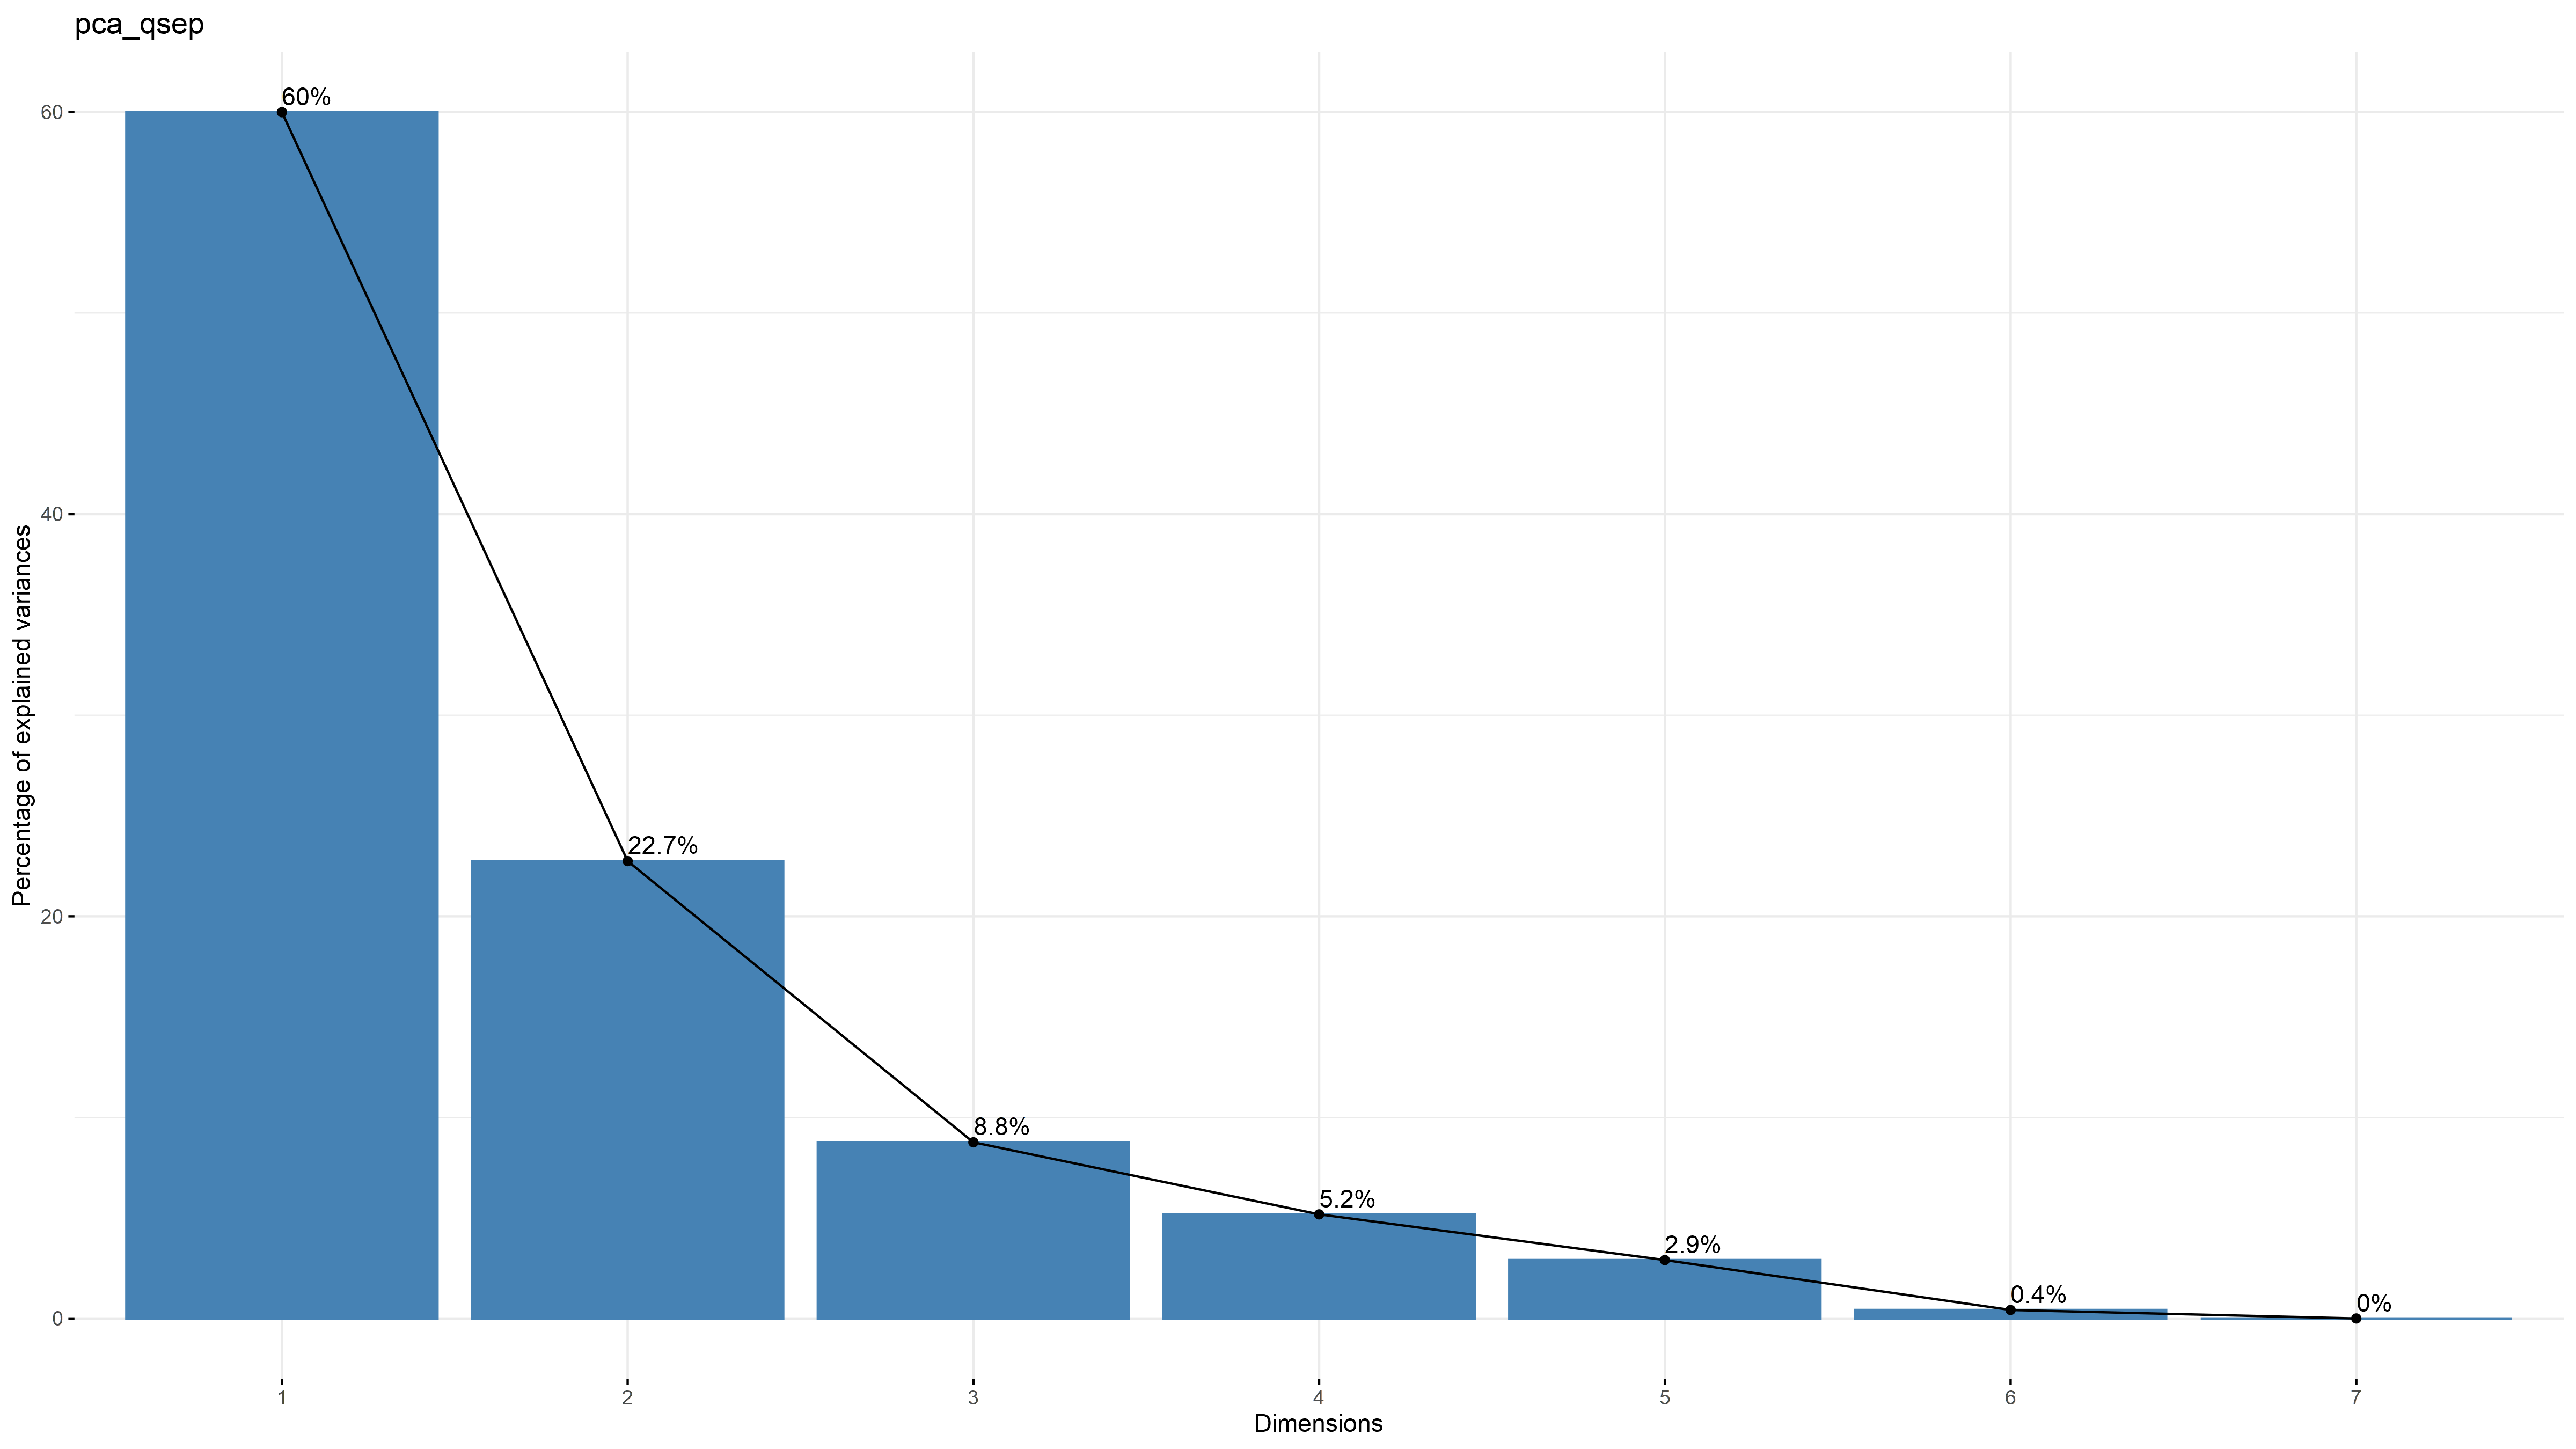 pca_qsep
60%
60
40
Percentage of explained variances
22.7%
20
8.8%
5.2%
2.9%
0.4%
0%
0
1 2 3 4 5 6 7
Dimensions